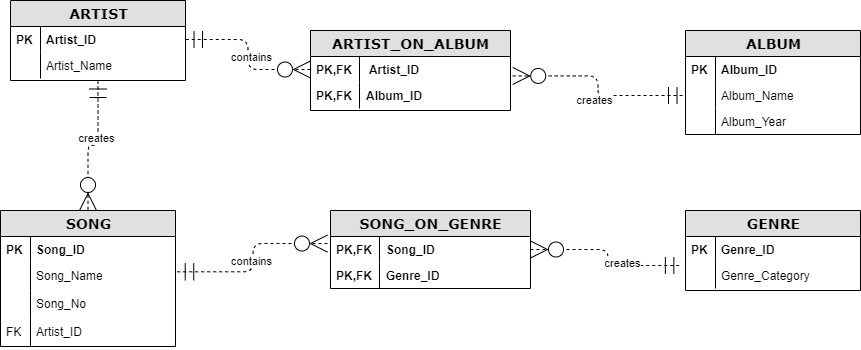 ARTIST
PK Artist_ID
Artist_Name
contains
ARTIST_ON_ALBUM
PK,FK Artist_ID
PK,FK Album_ID
creates
ALBUM
PK Album_ID
Album_Name
Album_Year
creates
SONG
PK Song_ID
Song_Name
Song_No
FK Artist_ID
contains
SONG_ON_GENRE
PK,FK Song_ID
PK,FK Genre_ID
creates
GENRE
PK Genre_ID
Genre_Category